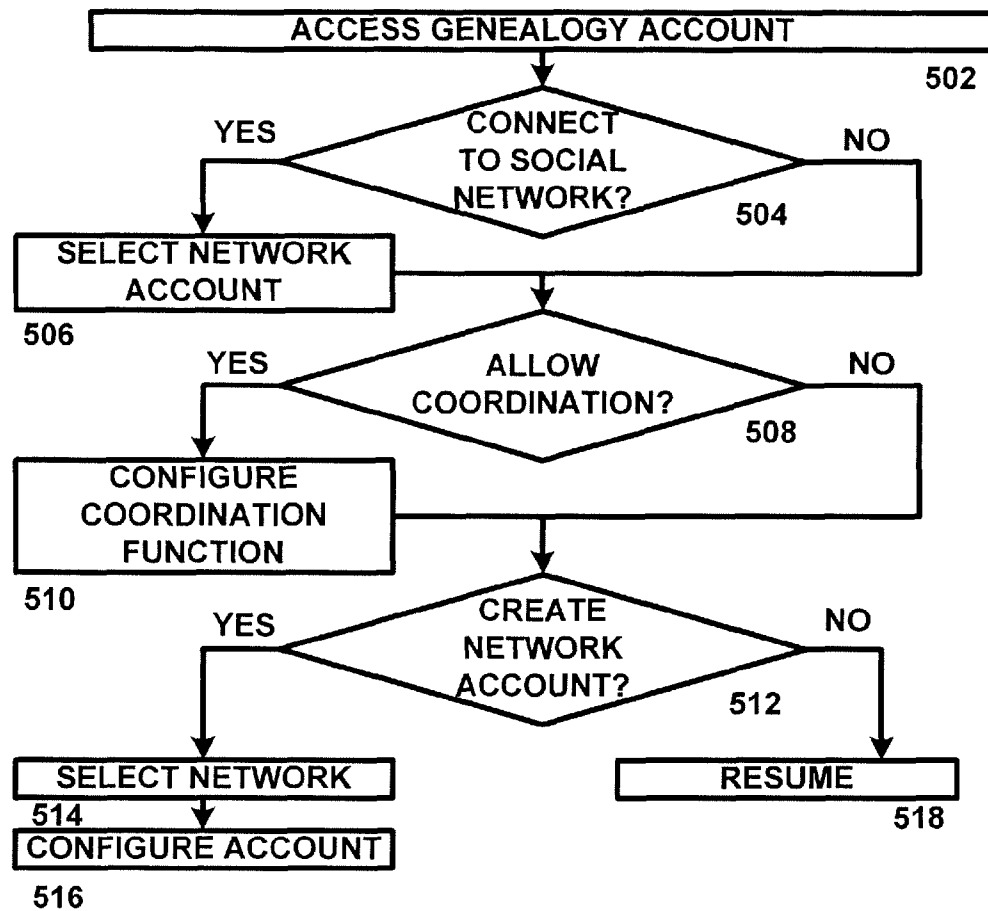 ACCESS GENEALOGY ACCOUNT
502
YES
CONNECT
TO SOCIAL
NETWORK?
NO
504
SELECT NETWORK
ACCOUNT
506
YES
ALLOW
COORDINATION?
NO
508
CONFIGURE
COORDINATION
FUNCTION
510
YES
CREATE
NETWORK
ACCOUNT?
NO
512
SELECT NETWORK
514
RESUME
518
CONFIGURE ACCOUNT
516